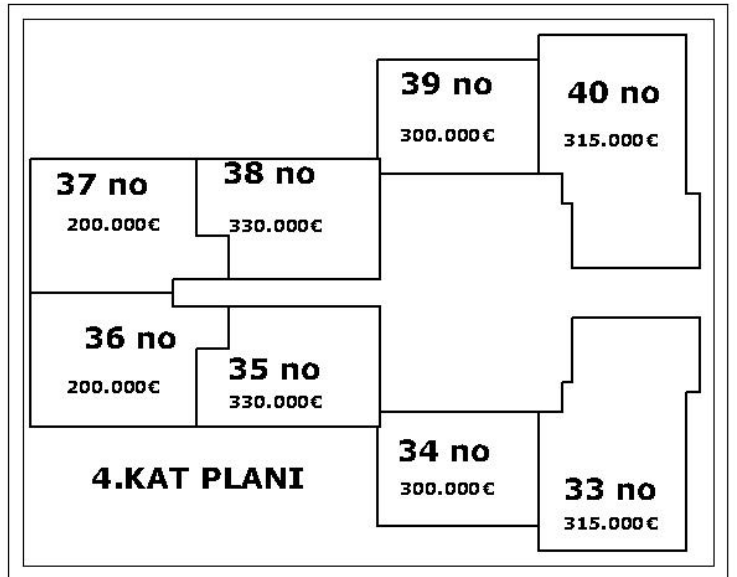 39 no
300.000€
40 no
315.000€
37 no
200.000€
38 no
330.000€
36 no
200.000€
35 no
330.000€
34 no
300.000€
33 no
315.000€
4.KAT PLANI